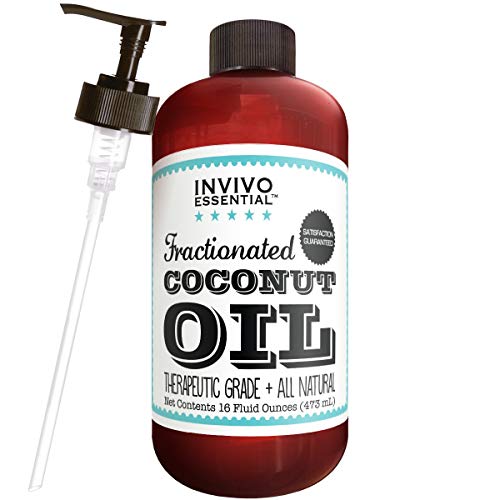 INVIVO
ESSENTIAL™
SATISFACTION
GUARANTEED
Fractionated
COCONUT
OIL
THERAPEUTIC GRADE + ALL NATURAL
Net Contents 16 Fluid Ounces (473 mL)